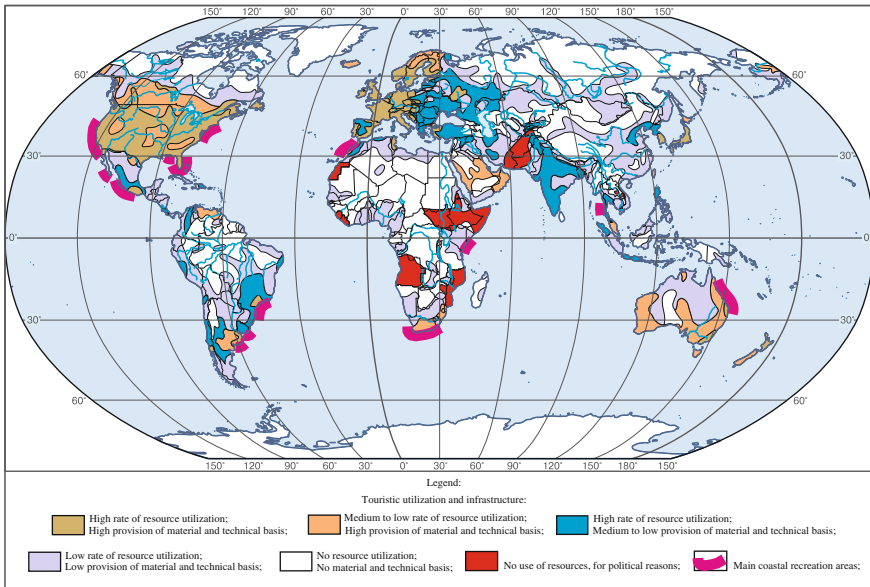 150° 120° 90° 60° 30° 0° 30° 60° 90° 120° 150°
60° 60°
30° 30°
0° 0°
30° 30°
60° 60°
150° 120° 90° 60° 30° 0° 30° 60° 90° 120° 150°
Legend:
Touristic utilization and infrastructure:
High rate of resource utilization;
High provision of material and technical basis;
Medium to low rate of resource utilization;
High provision of material and technical basis;
High rate of resource utilization;
Medium to low provision of material and technical basis;
Low rate of resource utilization;
Low provision of material and technical basis;
No resource utilization;
No material and technical basis;
No use of resources, for political reasons;
Main coastal recreation areas;